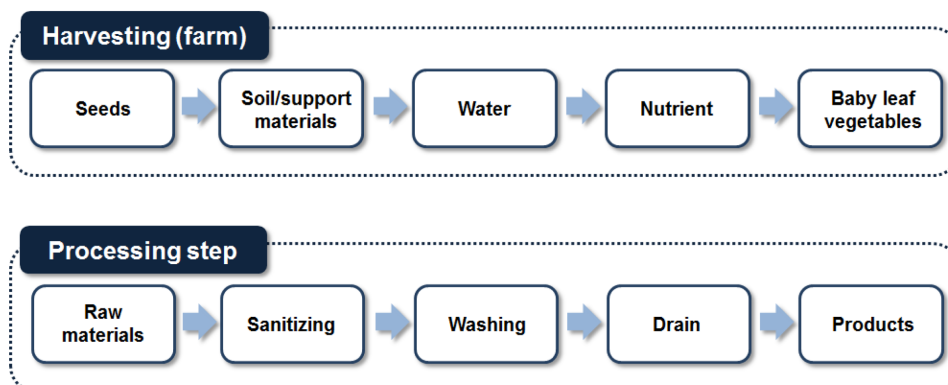 Harvesting (farm)
Seeds
Soil/support
materials
Water
Nutrient
Baby leaf
vegetables
Processing step
Raw
materials
Sanitizing
Washing
Drain
Products